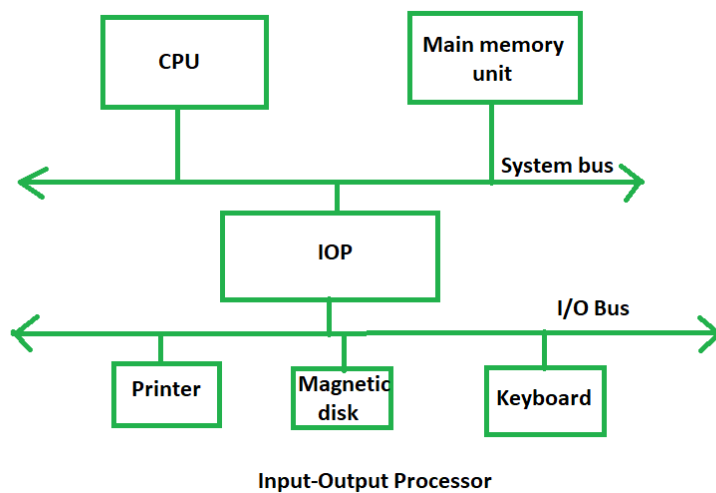 CPU
Main memory
unit
System bus
IOP
I/O Bus
Printer
Magnetic
disk
Keyboard
Input-Output Processor